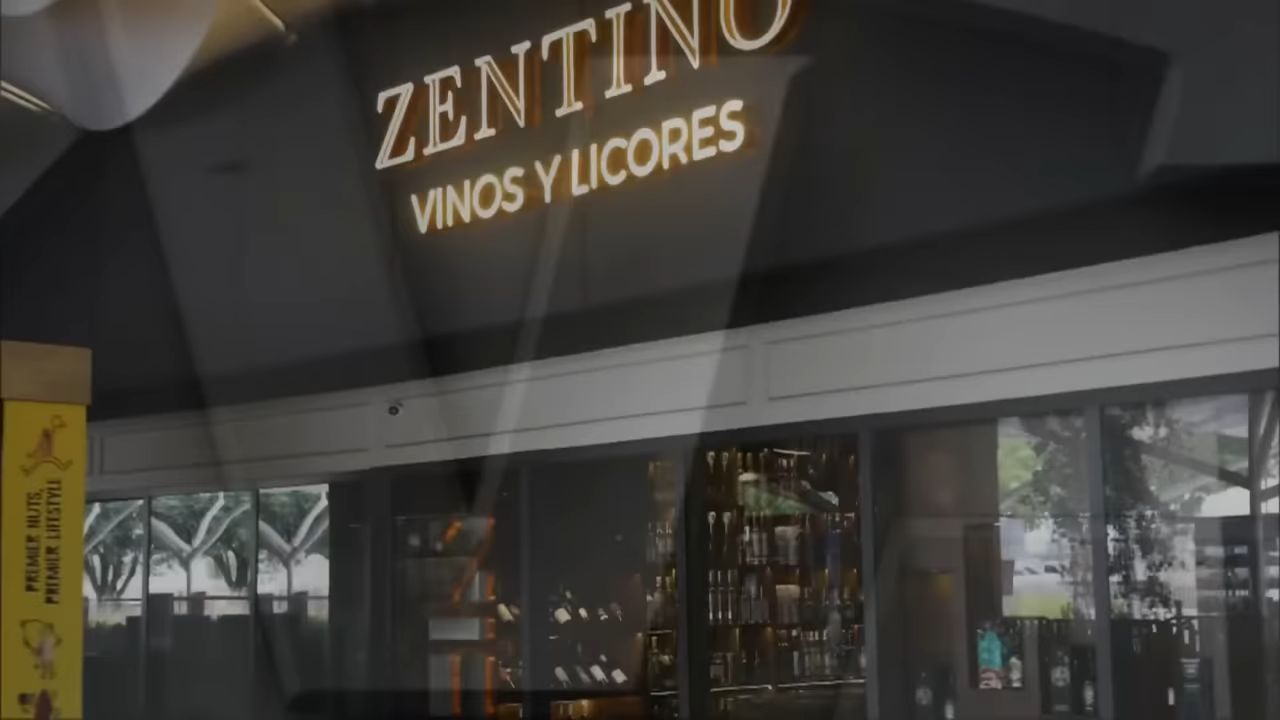 ZENTINO
VINOS Y LICORES
PREMIER NUTS,
PREMIER LIFESTYLE